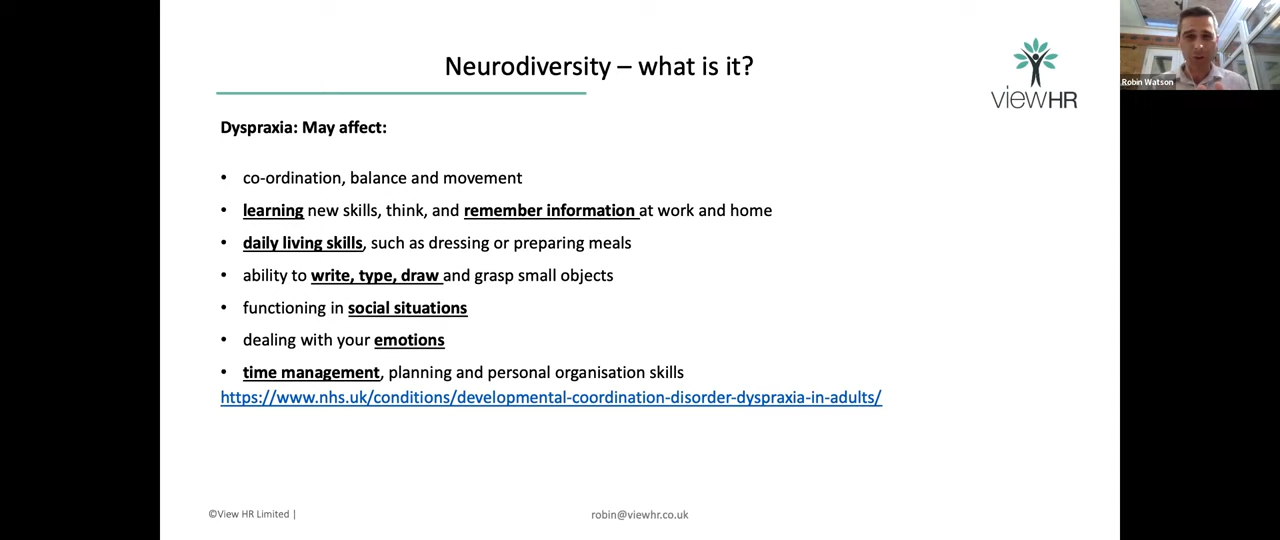 Neurodiversity – what is it?
viewHR
Robin Watson
Dyspraxia: May affect:
• co-ordination, balance and movement
• learning new skills, think, and remember information at work and home
• daily living skills, such as dressing or preparing meals
• ability to write, type, draw and grasp small objects
• functioning in social situations
• dealing with your emotions
• time management, planning and personal organisation skills
https://www.nhs.uk/conditions/developmental-coordination-disorder-dyspraxia-in-adults/
©View HR Limited |
robin@viewhr.co.uk